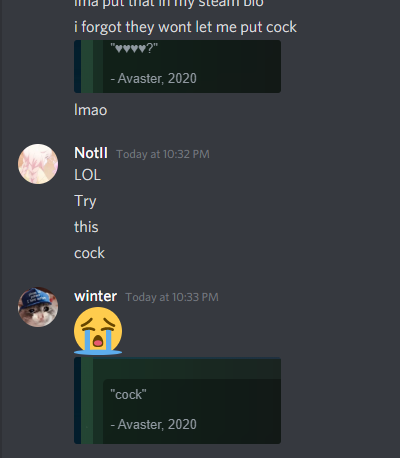 ima put that in my steam bio
i forgot they wont let me put cock
"♥♥♥♥?"
- Avaster, 2020
lmao
NotII Today at 10:32 PM
LOL
Try
this
cock
winter Today at 10:33 PM
"cock"
- Avaster, 2020